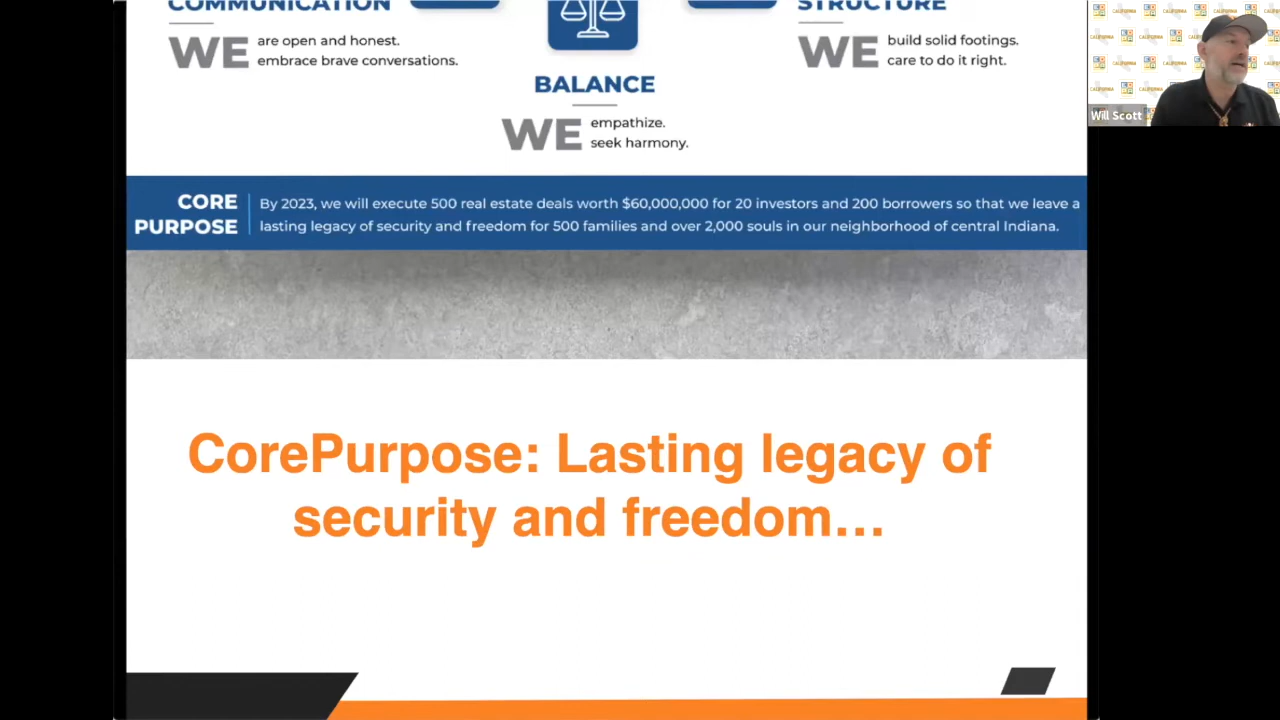 COMMUNICATION
WE are open and honest.
embrace brave conversations.
STRUCTURE
WE build solid footings.
care to do it right.
BALANCE
WE empathize.
seek harmony.
CORE PURPOSE
By 2023, we will execute 500 real estate deals worth $60,000,000 for 20 investors and 200 borrowers so that we leave a
lasting legacy of security and freedom for 500 families and over 2,000 souls in our neighborhood of central Indiana.
CorePurpose: Lasting legacy of
security and freedom...
Will Scott
CALIFORNIA